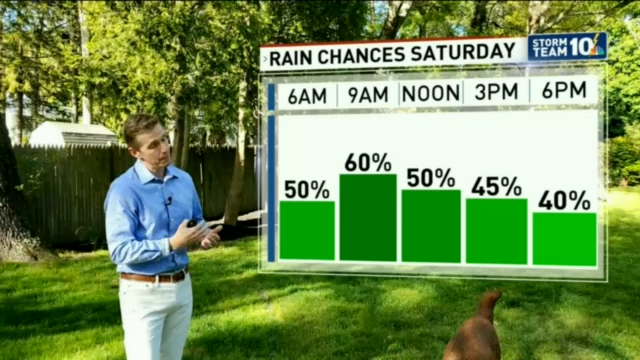 RAIN CHANCES SATURDAY
STORM
TEAM 10
6AM 9AM NOON 3PM 6PM
50% 60% 50% 45% 40%